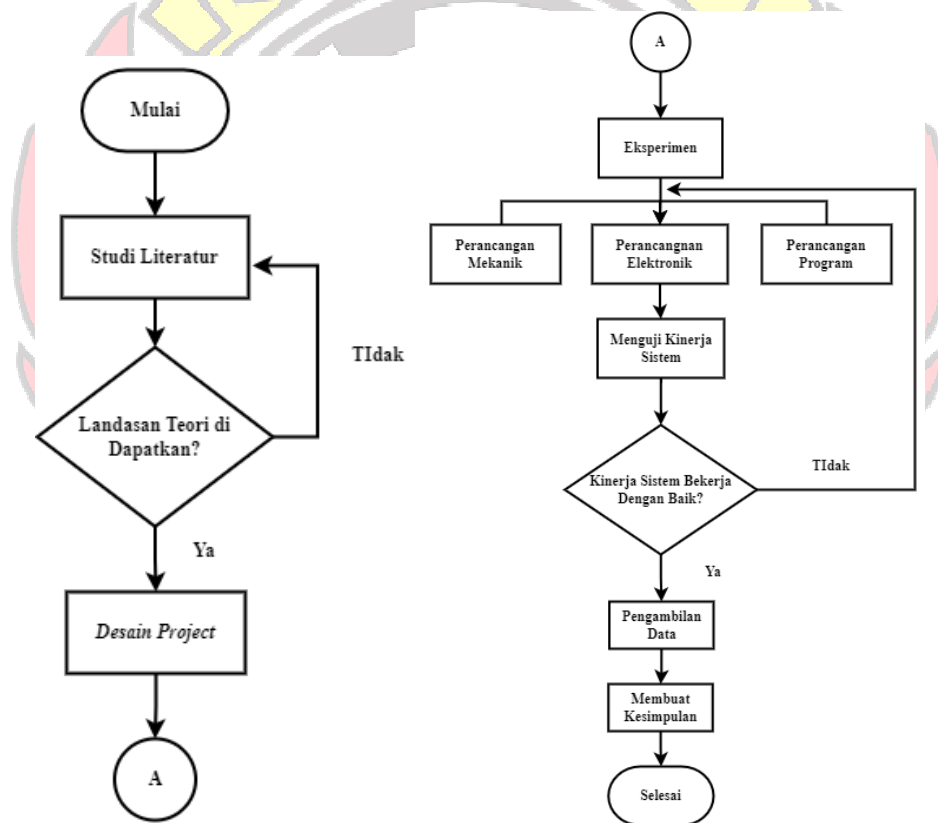 Mulai
Studi Literatur
TIdak
Landasan Teori di
Dapatkan?
Ya
Desain Project
A
A
Eksperimen
Perancangan
Mekanik
Perancangnan
Elektronik
Perancangan
Program
Menguji Kinerja
Sistem
TIdak
Kinerja Sistem Bekerja
Dengan Baik?
Ya
Pengambilan
Data
Membuat
Kesimpulan
Selesai